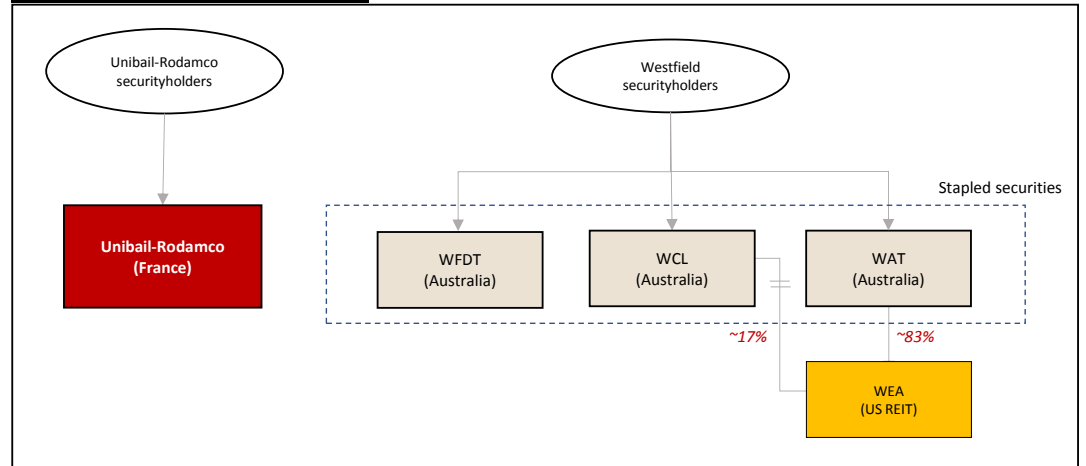 Unibail-Rodamco
securityholders
Westfield
securityholders
Stapled securities
Unibail-Rodamco
(France)
WFDT
(Australia)
WCL
(Australia)
WAT
(Australia)
~17%
~83%
WEA
(US REIT)